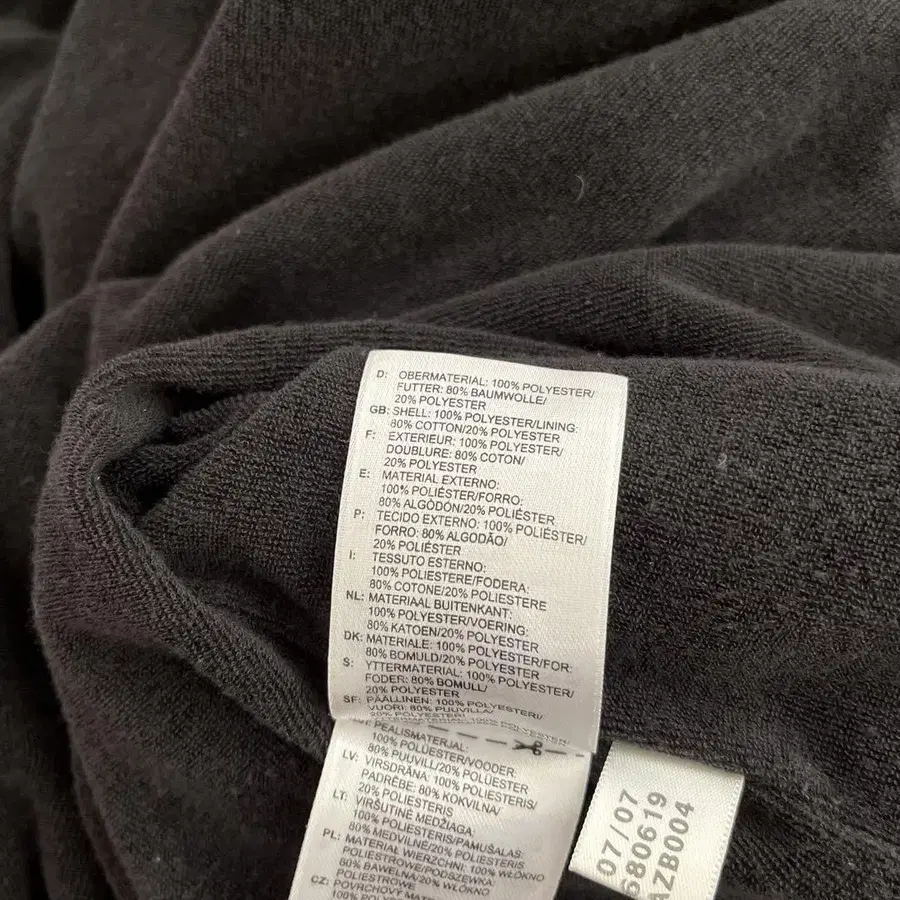 D: OBERMATERIAL: 100% POLYESTER/
FUTTER: 80% BAUMWOLLE/
20% POLYESTER
GB: SHELL: 100% POLYESTER/LINING:
80% COTTON/20% POLYESTER
F: EXTERIEUR: 100% POLYESTER/
DOUBLURE: 80% COTON/
20% POLYESTER
E: MATERIAL EXTERNO:
100% POLIÉSTER/FORRO:
80% ALGODÓN/20% POLIÉSTER
P: TECIDO EXTERNO: 100% POLIÉSTER/
FORRO: 80% ALGODÃO/
20% POLIÉSTER
I: TESSUTO ESTERNO:
100% POLIESTERE/FODERA:
80% COTONE/20% POLIESTERE
NL: MATERIAAL BUITENKANT:
100% POLYESTER/VOERING:
80% KATOEN/20% POLYESTER
DK: MATERIALE: 100% POLYESTER/FOR:
80% BOMULD/20% POLYESTER
S: YTTERMATERIAL: 100% POLYESTER/
FODER: 80% BOMULL/
20% POLYESTER
SF: PÄÄLLINEN: 100% POLYESTERI/
VUORI: 80% PUUVILLA/
20% POLYESTERI/
100% POLYESTER/
PEALISMATERJAL:
100% POLÜESTER/VOODER:
80% PUUVILL/20% POLÜESTER
LV: VIRSDRĀNA: 100% POLIESTERIS/
PADRĒBE: 80% KOKVILNA/
20% POLIESTERIS
LT: VIRŠUTINĖ MEDŽIAGA:
100% POLIESTERIS/PAMUŠALAS:
80% MEDVILNĖ/20% POLIESTERIS
PL: MATERIAŁ WIERZCHNI: 100% WŁÓKNO
POLIESTROWE/PODSZEWKA:
80% BAWEŁNA/20% WŁÓKNO
POLIESTROWE
CZ: POVRCHOVÝ MATERIÁL:
07/07
680619
AZB004